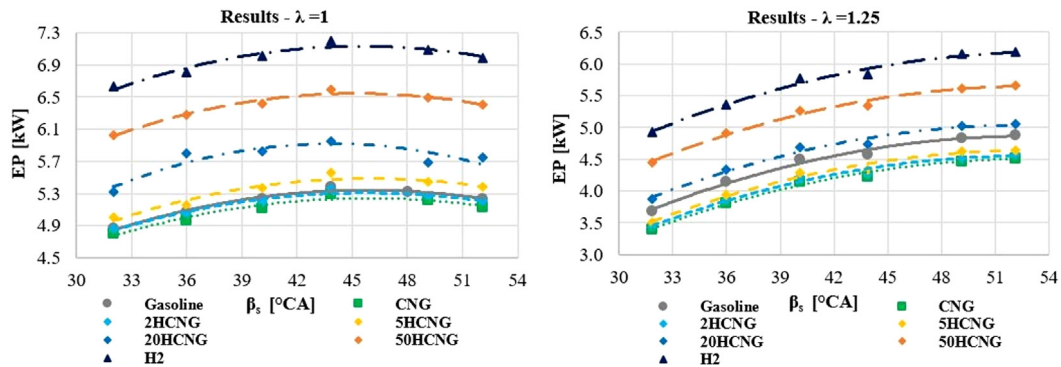 Results - λ =1
7.3
6.9
6.5
6.1
5.7
5.3
4.9
4.5
EP [kW]
30 33 36 39 42 45 48 51 54
βs [°CA]
Gasoline CNG
2HCNG 5HCNG
20HCNG 50HCNG
H2
Results - λ =1.25
6.5
6.0
5.5
5.0
4.5
4.0
3.5
3.0
EP [kW]
30 33 36 39 42 45 48 51 54
βs [°CA]
Gasoline CNG
2HCNG 5HCNG
20HCNG 50HCNG
H2